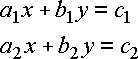 a₁x + b₁y = c₁
a₂x + b₂y = c₂